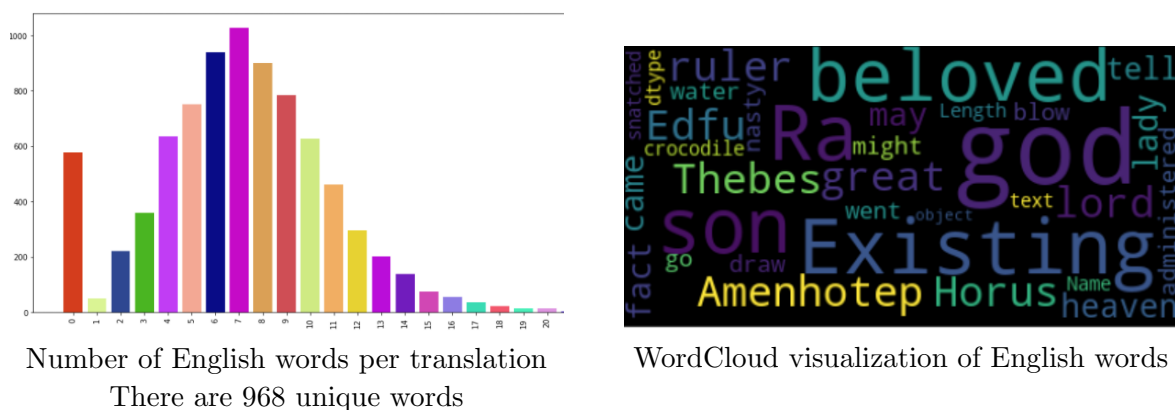 1000
800
600
400
200
0
0 1 2 3 4 5 6 7 8 9 10 11 12 13 14 15 16 17 18 19 20
Number of English words per translation
There are 968 unique words
snatched dtype ruler beloved tell
water nasty
Edfu Ra may Length blow god lady
crocodile might
came Thebes great text lord administered
son went object Existing
go draw
fact Amenhotep Horus Name heaven
WordCloud visualization of English words